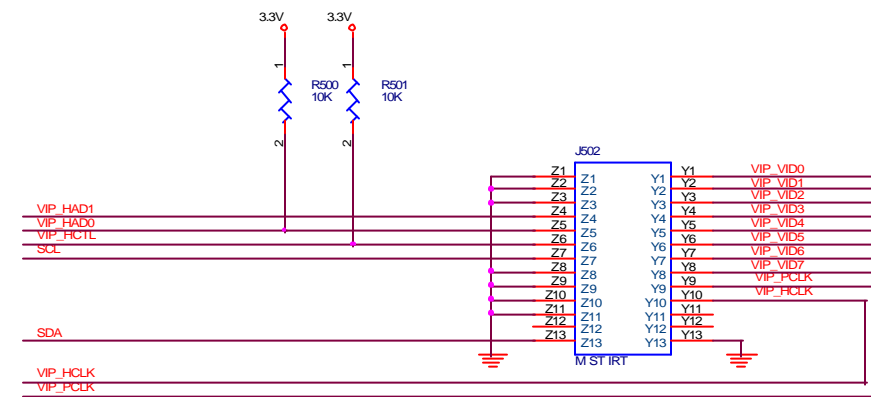 3.3V 3.3V
1 1
R500 R501
10K 10K
2 2
J502
Z1 Z1 Y1 Y1 VIP_VID0
Z2 Z2 Y2 Y2 VIP_VID1
Z3 Z3 Y3 Y3 VIP_VID2
VIP_HAD1 Z4 Z4 Y4 Y4 VIP_VID3
VIP_HAD0 Z5 Z5 Y5 Y5 VIP_VID4
VIP_HCTL Z6 Z6 Y6 Y6 VIP_VID5
SCL Z7 Z7 Y7 Y7 VIP_VID6
Z8 Z8 Y8 Y8 VIP_VID7
Z9 Z9 Y9 Y9 VIP_PCLK
Z10 Z10 Y10 Y10 VIP_HCLK
Z11 Z11 Y11 Y11
Z12 Z12 Y12 Y12
SDA Z13 Z13 Y13 Y13
M ST IRT
VIP_HCLK
VIP_PCLK